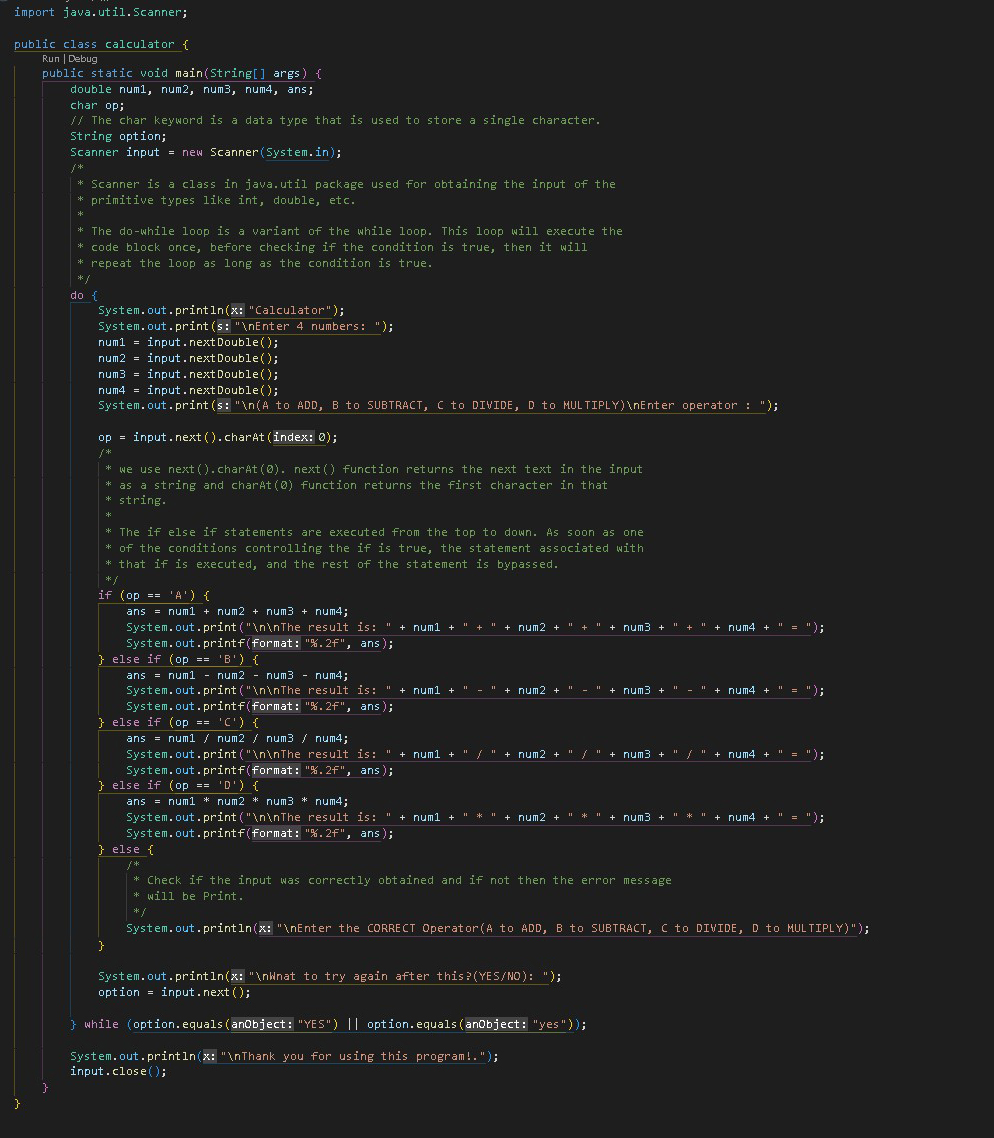 import java.util.Scanner;
public class calculator {
Run | Debug
public static void main(String[] args) {
double num1, num2, num3, num4, ans;
char op;
// The char keyword is a data type that is used to store a single character.
String option;
Scanner input = new Scanner(System.in);
/*
* Scanner is a class in java.util package used for obtaining the input of the
* primitive types like int, double, etc.
*
* The do-while loop is a variant of the while loop. This loop will execute the
* code block once, before checking if the condition is true, then it will
* repeat the loop as long as the condition is true.
*/
do {
System.out.println(x: "Calculator");
System.out.print(s: "\nEnter 4 numbers: ");
num1 = input.nextDouble();
num2 = input.nextDouble();
num3 = input.nextDouble();
num4 = input.nextDouble();
System.out.print(s: "\n(A to ADD, B to SUBTRACT, C to DIVIDE, D to MULTIPLY)\nEnter operator : ");
op = input.next().charAt(index: 0);
/*
* we use next().charAt(0). next() function returns the next text in the input
* as a string and charAt(0) function returns the first character in that
* string.
*
* The if else if statements are executed from the top to down. As soon as one
* of the conditions controlling the if is true, the statement associated with
* that if is executed, and the rest of the statement is bypassed.
*/
if (op == 'A') {
ans = num1 + num2 + num3 + num4;
System.out.print("\n\nThe result is: " + num1 + " + " + num2 + " + " + num3 + " + " + num4 + " = ");
System.out.printf(format: "%.2f", ans);
} else if (op == 'B') {
ans = num1 - num2 - num3 - num4;
System.out.print("\n\nThe result is: " + num1 + " - " + num2 + " - " + num3 + " - " + num4 + " = ");
System.out.printf(format: "%.2f", ans);
} else if (op == 'C') {
ans = num1 / num2 / num3 / num4;
System.out.print("\n\nThe result is: " + num1 + " / " + num2 + " / " + num3 + " / " + num4 + " = ");
System.out.printf(format: "%.2f", ans);
} else if (op == 'D') {
ans = num1 * num2 * num3 * num4;
System.out.print("\n\nThe result is: " + num1 + " * " + num2 + " * " + num3 + " * " + num4 + " = ");
System.out.printf(format: "%.2f", ans);
} else {
/*
* Check if the input was correctly obtained and if not then the error message
* will be Print.
*/
System.out.println(x: "\nEnter the CORRECT Operator(A to ADD, B to SUBTRACT, C to DIVIDE, D to MULTIPLY)");
}
System.out.println(x: "\nWnat to try again after this?(YES/NO): ");
option = input.next();
} while (option.equals(anObject: "YES") || option.equals(anObject: "yes"));
System.out.println(x: "\nThank you for using this program!.");
input.close();
}
}